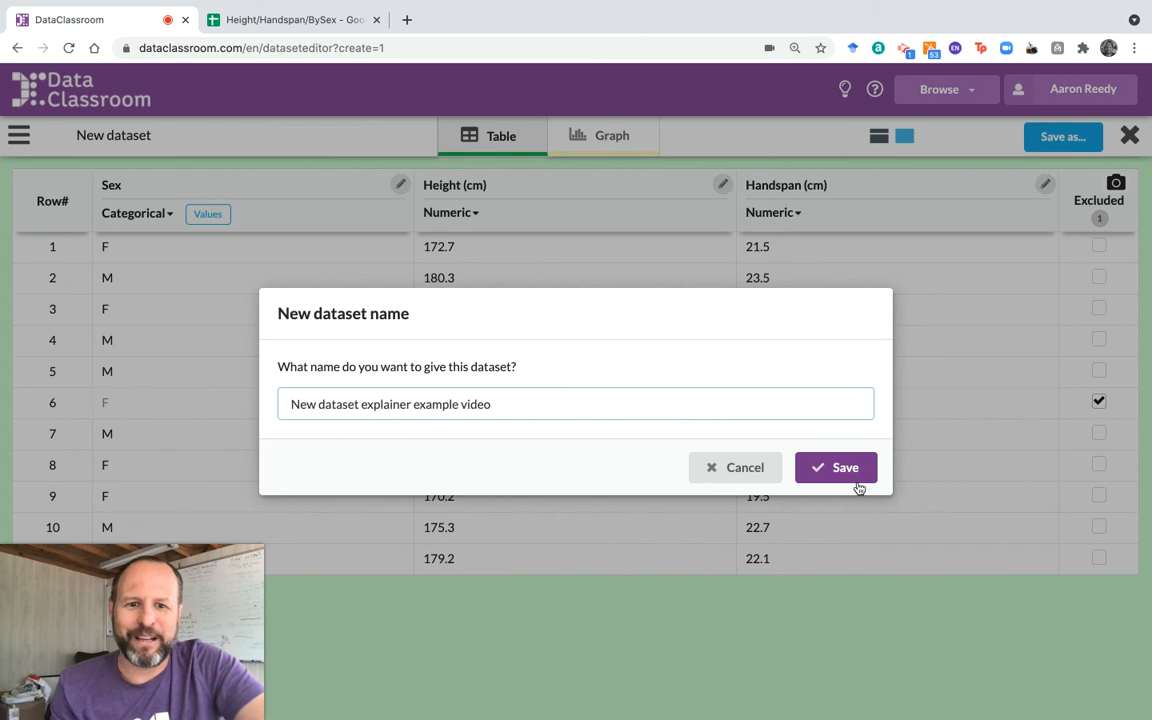 DataClassroom
Height/Handspan/BySex - Goo
dataclassroom.com/en/dataseteditor?create=1
1
63
EN
Tp
Data
Classroom
Browse
Aaron Reedy
New dataset
Table
Graph
Save as...
Row#
Sex
Categorical
Values
Height (cm)
Numeric
Handspan (cm)
Numeric
Excluded
1
1 F 172.7 21.5
2 M 180.3 23.5
3 F
4 M
5 M
6 F
7 M
8 F
9 F 170.2 19.5
10 M 175.3 22.7
179.2 22.1
New dataset name
What name do you want to give this dataset?
New dataset explainer example video
Cancel
Save